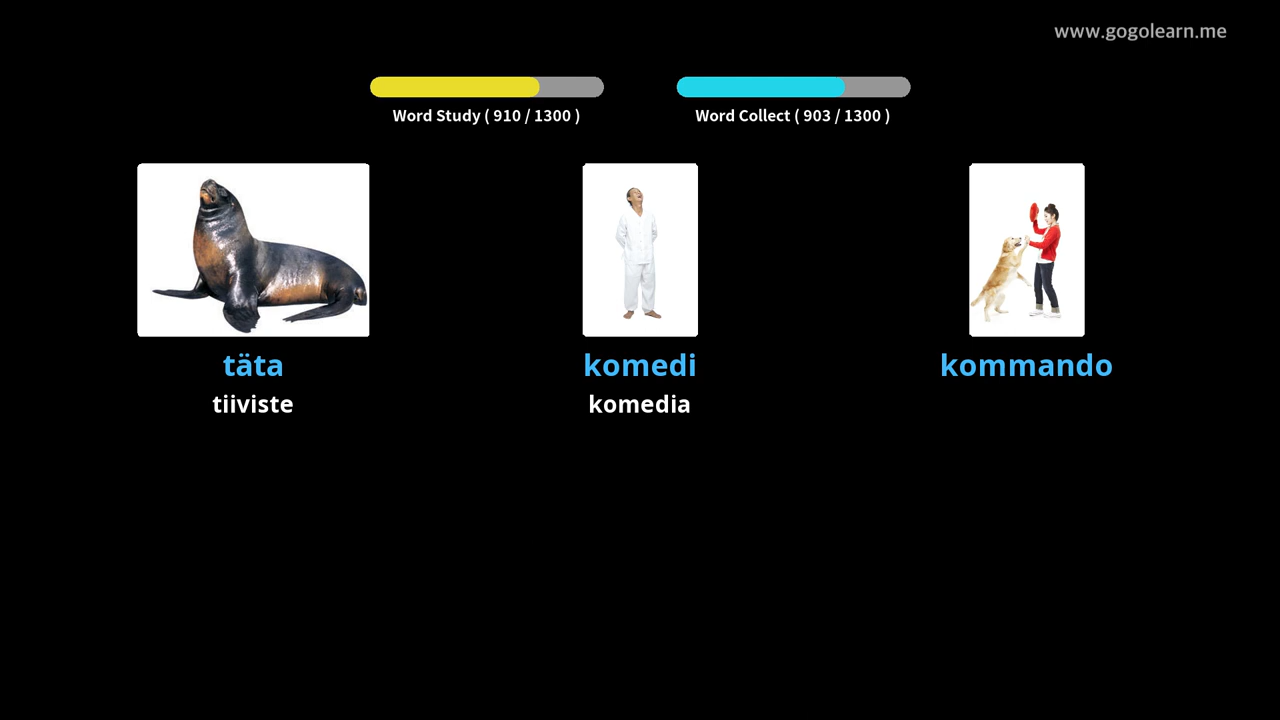 www.gogolearn.me
Word Study ( 910 / 1300 )
Word Collect ( 903 / 1300 )
täta
komedi
kommando
tiiviste
komedia